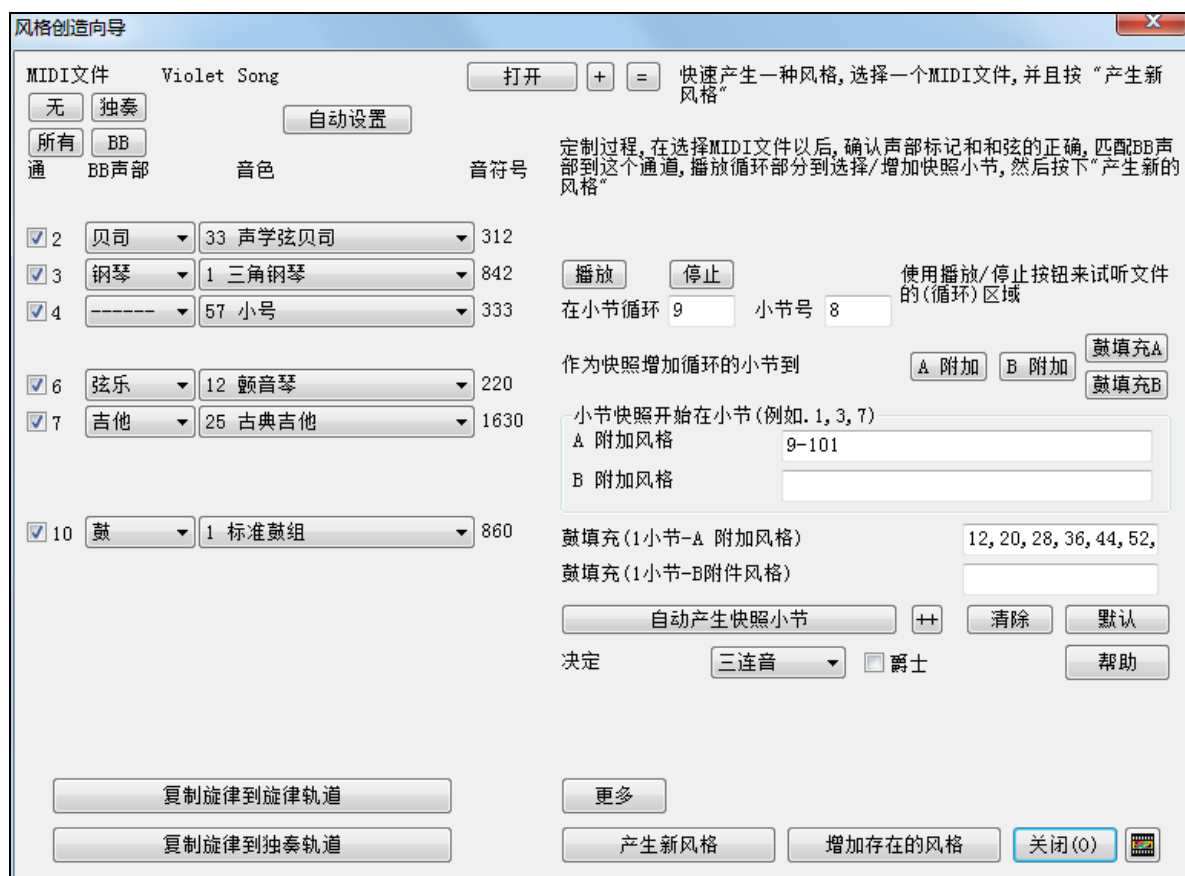 风格创造向导
MIDI文件 Violet Song
打开 + =
快速产生一种风格,选择一个MIDI文件,并且按 "产生新
风格"
无 独奏
自动设置
所有 BB
定制过程,在选择MIDI文件以后,确认声部标记和和弦的正确,匹配BB声
部到这个通道,播放循环部分到选择/增加快照小节,然后按下"产生新的
风格"
通 BB声部 音色 音符号
2 贝司 33 声学弦贝司 312
3 钢琴 1 三角钢琴 842
4 ------ 57 小号 333
6 弦乐 12 颤音琴 220
7 吉他 25 古典吉他 1630
10 鼓 1 标准鼓组 860
播放 停止
使用播放/停止按钮来试听文件
的(循环)区域
在小节循环 9 小节号 8
作为快照增加循环的小节到 A 附加 B 附加
鼓填充A
鼓填充B
小节快照开始在小节(例如.1,3,7)
A 附加风格 9-101
B 附加风格
鼓填充(1小节-A 附加风格) 12,20,28,36,44,52,
鼓填充(1小节-B附件风格)
自动产生快照小节 ++ 清除 默认
决定 三连音 爵士 帮助
复制旋律到旋律轨道
更多
复制旋律到独奏轨道
产生新风格 增加存在的风格 关闭(O)